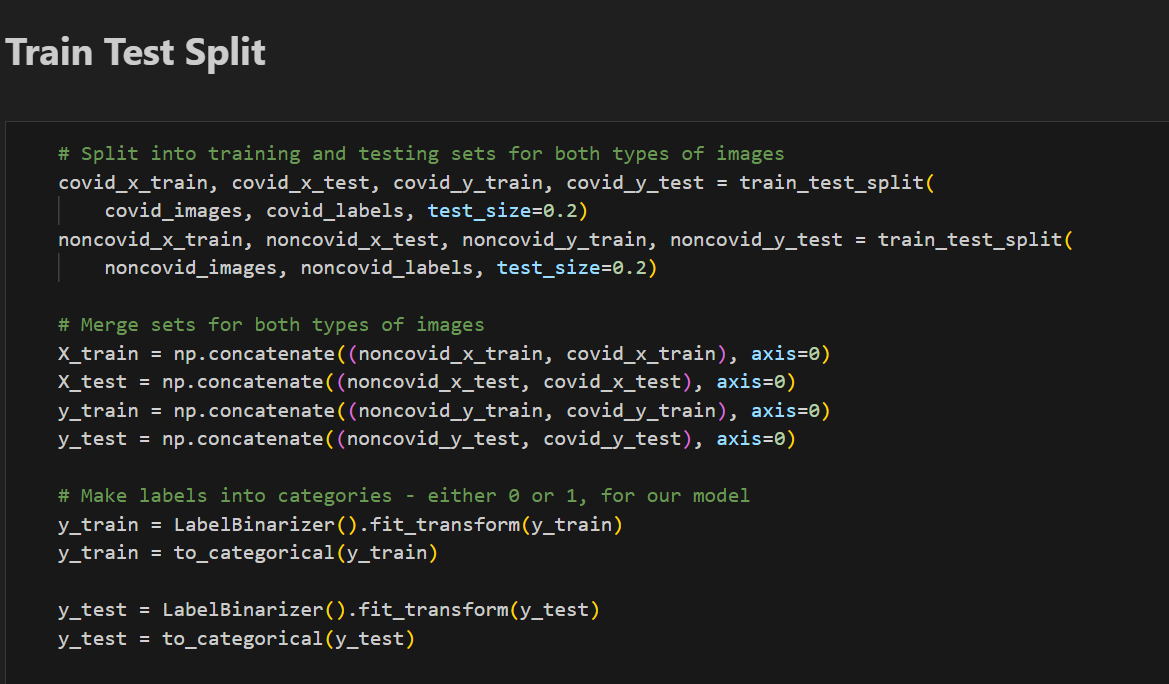 Train Test Split
# Split into training and testing sets for both types of images
covid_x_train, covid_x_test, covid_y_train, covid_y_test = train_test_split(
    covid_images, covid_labels, test_size=0.2)
noncovid_x_train, noncovid_x_test, noncovid_y_train, noncovid_y_test = train_test_split(
    noncovid_images, noncovid_labels, test_size=0.2)
# Merge sets for both types of images
X_train = np.concatenate((noncovid_x_train, covid_x_train), axis=0)
X_test = np.concatenate((noncovid_x_test, covid_x_test), axis=0)
y_train = np.concatenate((noncovid_y_train, covid_y_train), axis=0)
y_test = np.concatenate((noncovid_y_test, covid_y_test), axis=0)
# Make labels into categories - either 0 or 1, for our model
y_train = LabelBinarizer().fit_transform(y_train)
y_train = to_categorical(y_train)
y_test = LabelBinarizer().fit_transform(y_test)
y_test = to_categorical(y_test)